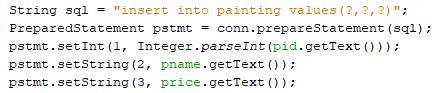 String sql = "insert into painting values(?,?,?)";
PreparedStatement pstmt = conn.prepareStatement(sql);
pstmt.setInt(1, Integer.parseInt(pid.getText()));
pstmt.setString(2, pname.getText());
pstmt.setString(3, price.getText());